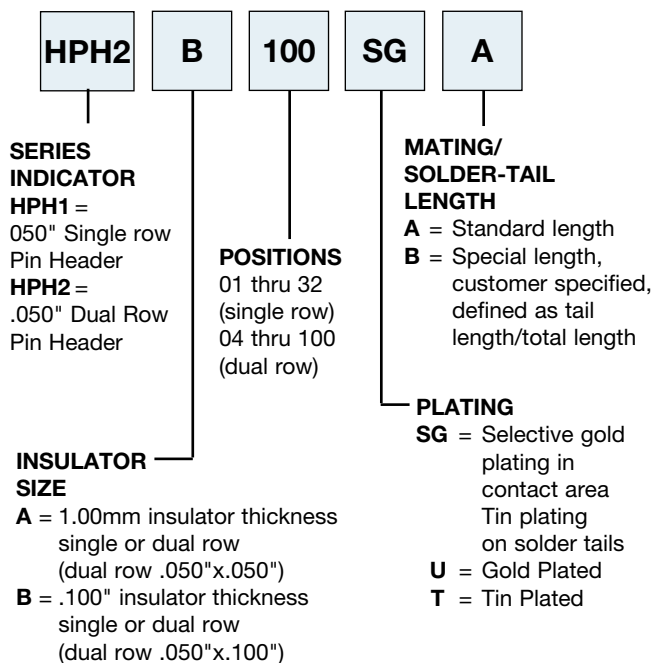 HPH2 B 100 SG A
SERIES
INDICATOR
HPH1 =
050" Single row
Pin Header
HPH2 =
.050" Dual Row
Pin Header
POSITIONS
01 thru 32
(single row)
04 thru 100
(dual row)
MATING/
SOLDER-TAIL
LENGTH
A = Standard length
B = Special length,
customer specified,
defined as tail
length/total length
INSULATOR
SIZE
A = 1.00mm insulator thickness
single or dual row
(dual row .050"x.050")
B = .100" insulator thickness
single or dual row
(dual row .050"x.100")
PLATING
SG = Selective gold
plating in
contact area
Tin plating
on solder tails
U = Gold Plated
T = Tin Plated